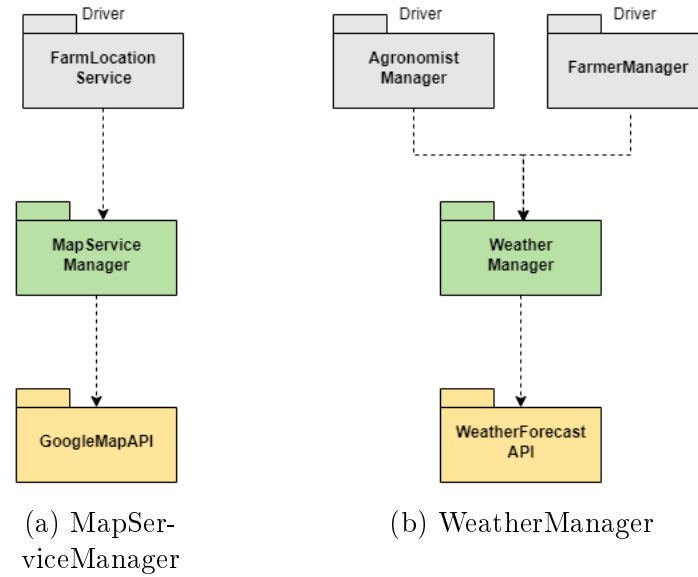 Driver
FarmLocation
Service
MapService
Manager
GoogleMapAPI
(a) MapSer-
viceManager
Driver
Agronomist
Manager
Driver
FarmerManager
Weather
Manager
WeatherForecast
API
(b) WeatherManager